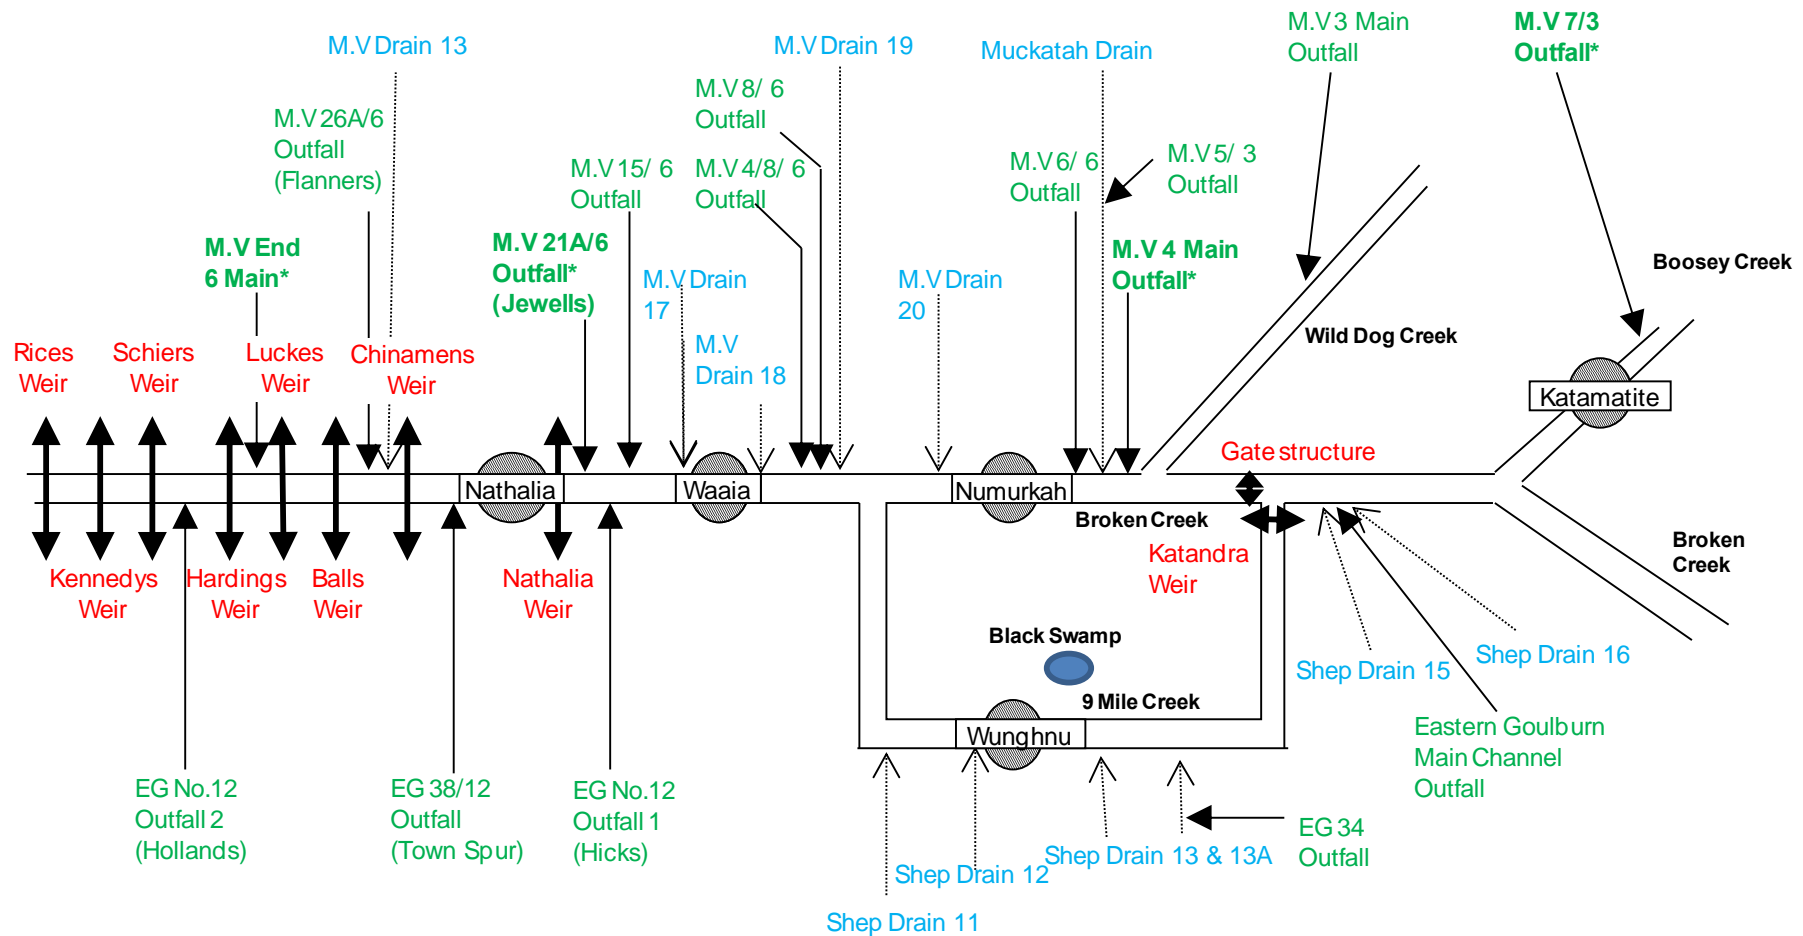 M.V Drain 13
M.V 26A/6
Outfall
(Flanners)
M.V End
6 Main*
M.V 15/ 6
Outfall
M.V 21A/6
Outfall*
(Jewells)
M.V Drain
17
M.V
Drain 18
M.V 8/ 6
Outfall
M.V 4/8/ 6
Outfall
M.V Drain 19
M.V Drain
20
Muckatah Drain
M.V 6/ 6
Outfall
M.V 5/ 3
Outfall
M.V 4 Main
Outfall*
M.V 3 Main
Outfall
M.V 7/3
Outfall*
Boosey Creek
Wild Dog Creek
Katamatite
Rices
Weir
Schiers
Weir
Luckes
Weir
Chinamens
Weir
Gate structure
Nathalia
Waaia
Numurkah
Broken Creek
Broken
Creek
Kennedys
Weir
Hardings
Weir
Balls
Weir
Nathalia
Weir
Katandra
Weir
Black Swamp
9 Mile Creek
Wunghnu
Shep Drain 15
Shep Drain 16
Eastern Goulburn
Main Channel
Outfall
EG No.12
Outfall 2
(Hollands)
EG 38/12
Outfall
(Town Spur)
EG No.12
Outfall 1
(Hicks)
EG 34
Outfall
Shep Drain 13 & 13A
Shep Drain 12
Shep Drain 11